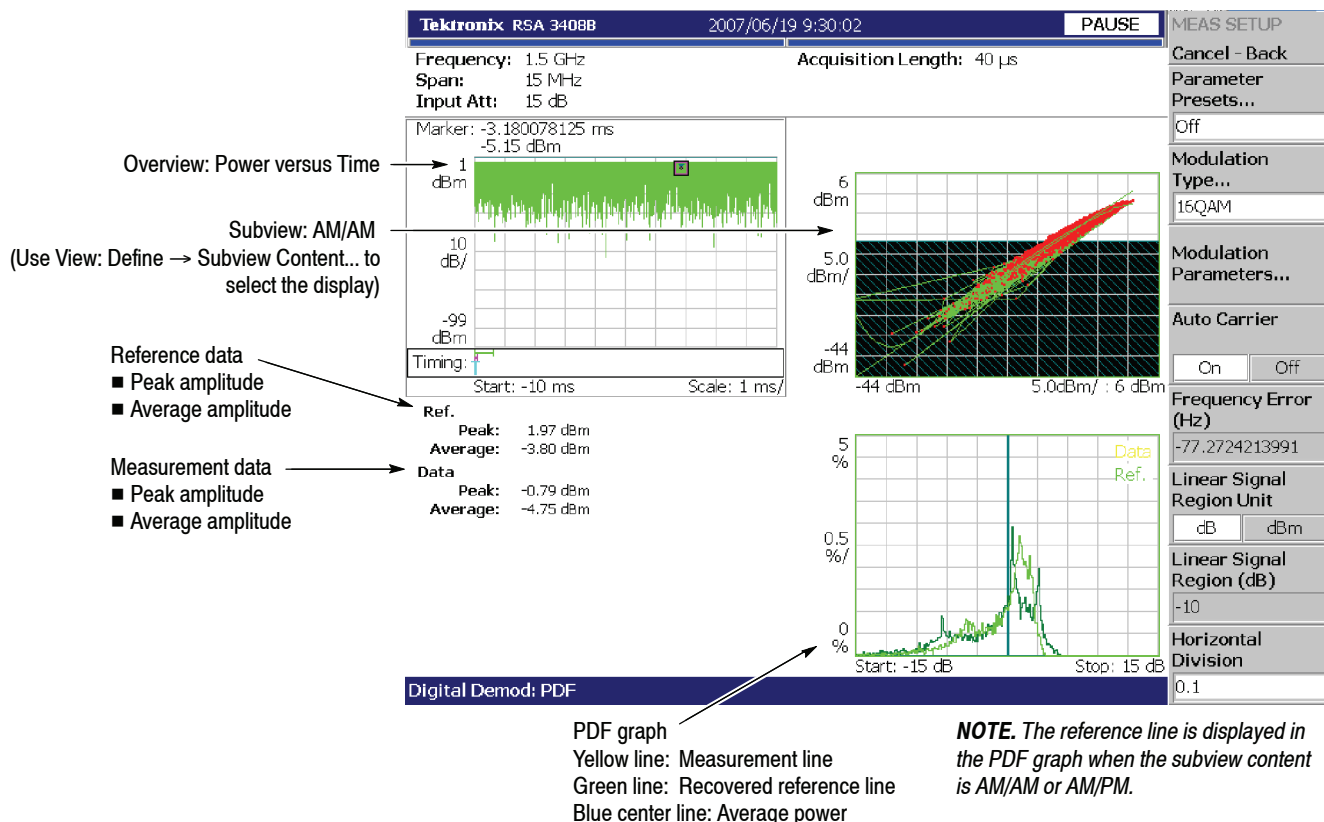 Tektronix RSA 3408B 2007/06/19 9:30:02 PAUSE
Frequency: 1.5 GHz Acquisition Length: 40 µs
Span: 15 MHz
Input Att: 15 dB
Marker: -3.180078125 ms
-5.15 dBm
1
dBm
10
dB/
-99
dBm
Timing:
Start: -10 ms Scale: 1 ms/
Overview: Power versus Time
Subview: AM/AM
(Use View: Define → Subview Content... to
select the display)
Reference data
■ Peak amplitude
■ Average amplitude
Measurement data
■ Peak amplitude
■ Average amplitude
Ref.
Peak: 1.97 dBm
Average: -3.80 dBm
Data
Peak: -0.79 dBm
Average: -4.75 dBm
6
dBm
5.0
dBm/
-44
dBm
-44 dBm 5.0dBm/ : 6 dBm
5
%
Data
Ref.
0.5
%/
0
%
Start: -15 dB Stop: 15 dB
Digital Demod: PDF
MEAS SETUP
Cancel - Back
Parameter
Presets...
Off
Modulation
Type...
16QAM
Modulation
Parameters...
Auto Carrier
On Off
Frequency Error
(Hz)
-77.2724213991
Linear Signal
Region Unit
dB dBm
Linear Signal
Region (dB)
-10
Horizontal
Division
0.1
PDF graph
Yellow line: Measurement line
Green line: Recovered reference line
Blue center line: Average power
NOTE. The reference line is displayed in
the PDF graph when the subview content
is AM/AM or AM/PM.